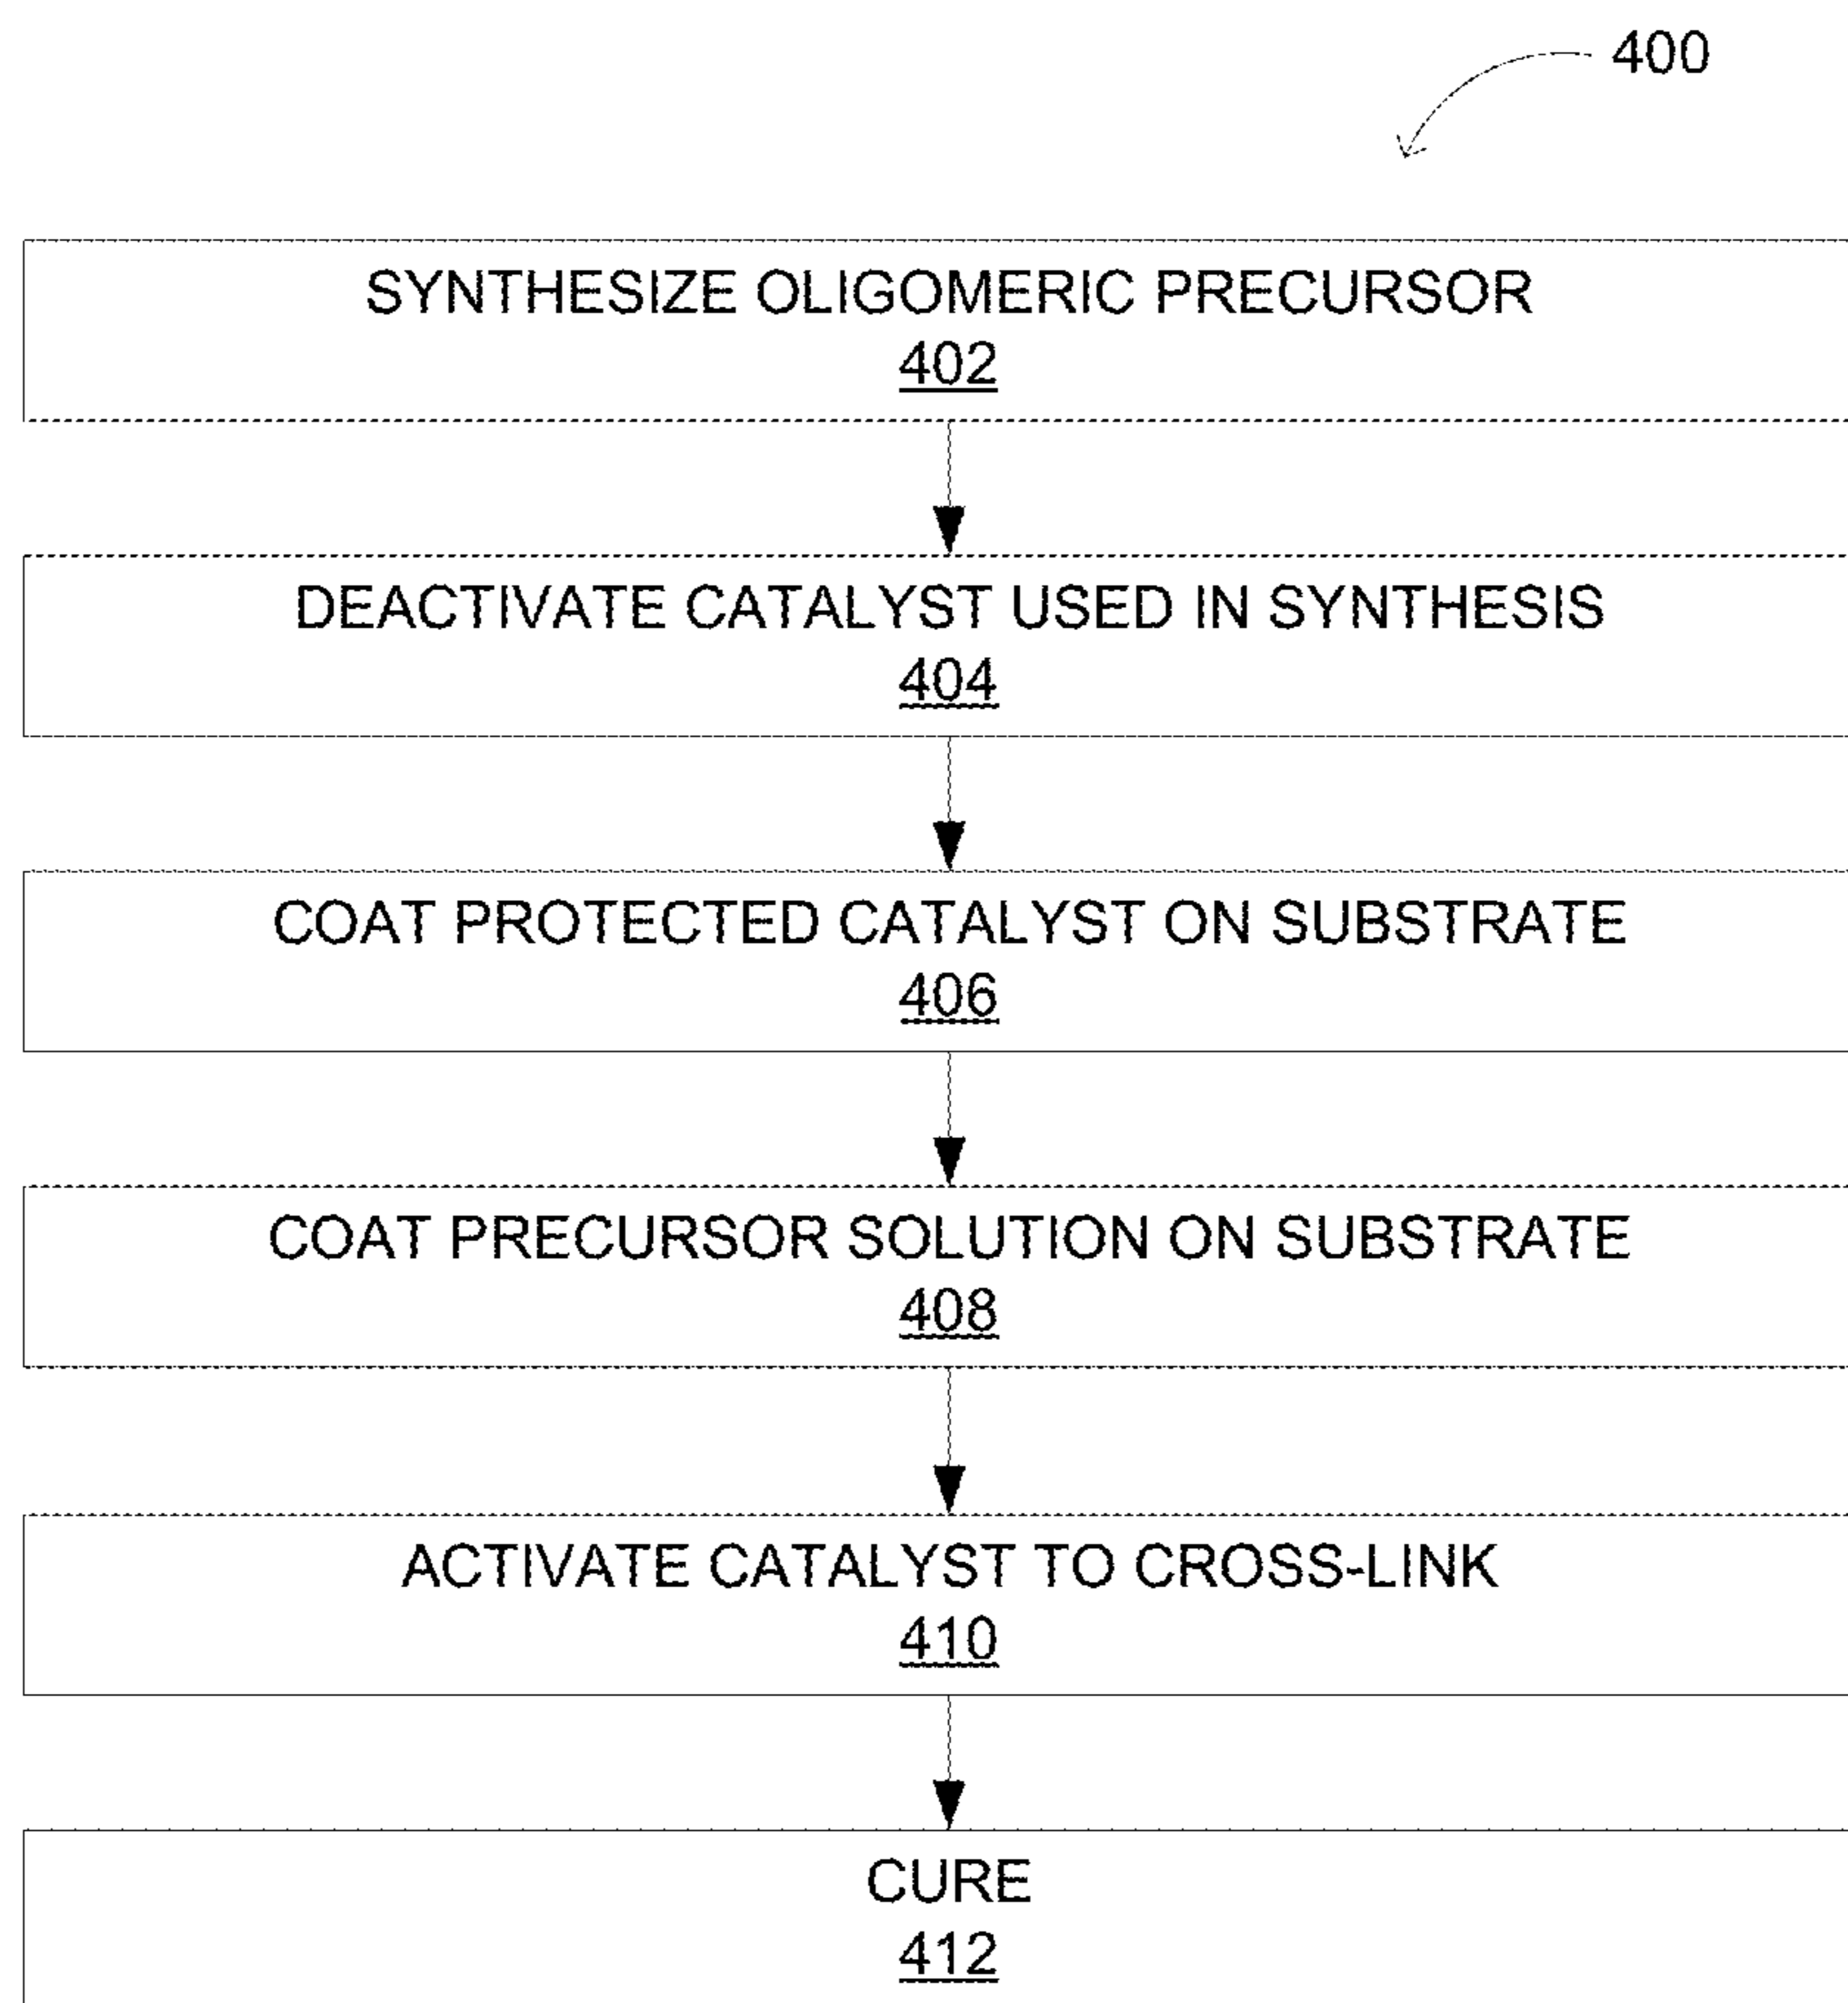 400
SYNTHESIZE OLIGOMERIC PRECURSOR
402
DEACTIVATE CATALYST USED IN SYNTHESIS
404
COAT PROTECTED CATALYST ON SUBSTRATE
406
COAT PRECURSOR SOLUTION ON SUBSTRATE
408
ACTIVATE CATALYST TO CROSS-LINK
410
CURE
412